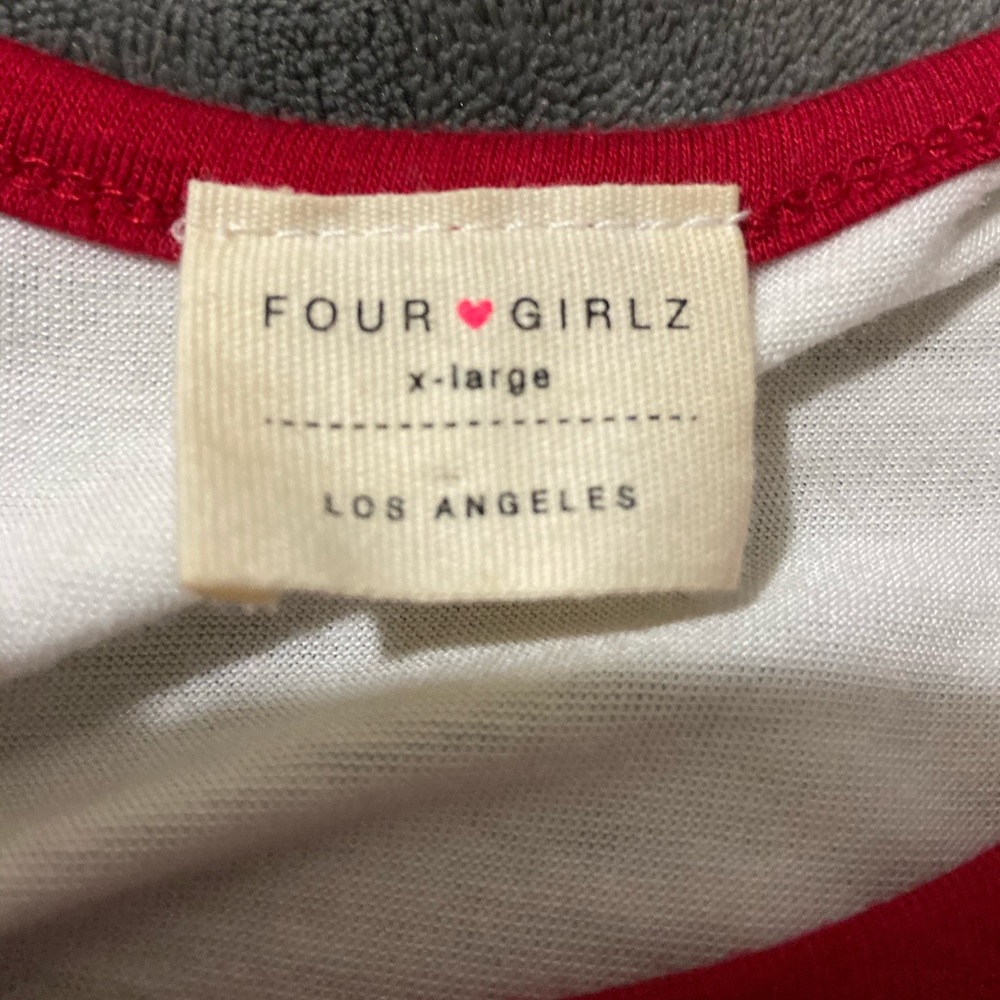 FOUR ♥ GIRLZ
x-large
LOS ANGELES